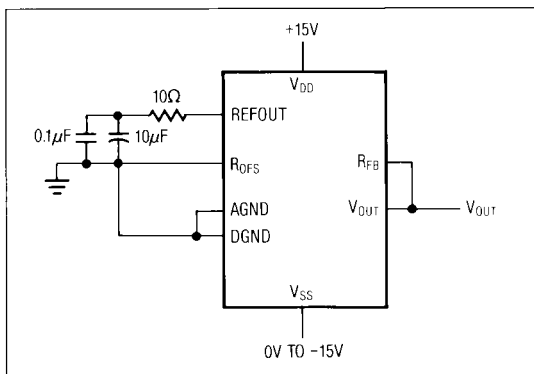 +15V
V_DD
10Ω
REFOUT
0.1μF
10μF
R_OFS
R_FB
AGND
V_OUT
V_OUT
DGND
V_SS
0V TO -15V